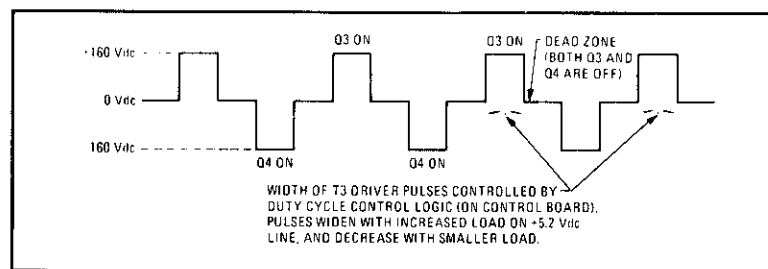 +160 Vdc
0 Vdc
160 Vdc
Q3 ON
Q3 ON
Q4 ON
Q4 ON
DEAD ZONE
(BOTH Q3 AND
Q4 ARE OFF)
WIDTH OF T3 DRIVER PULSES CONTROLLED BY
DUTY CYCLE CONTROL LOGIC (ON CONTROL BOARD).
PULSES WIDEN WITH INCREASED LOAD ON +5.2 Vdc
LINE, AND DECREASE WITH SMALLER LOAD.